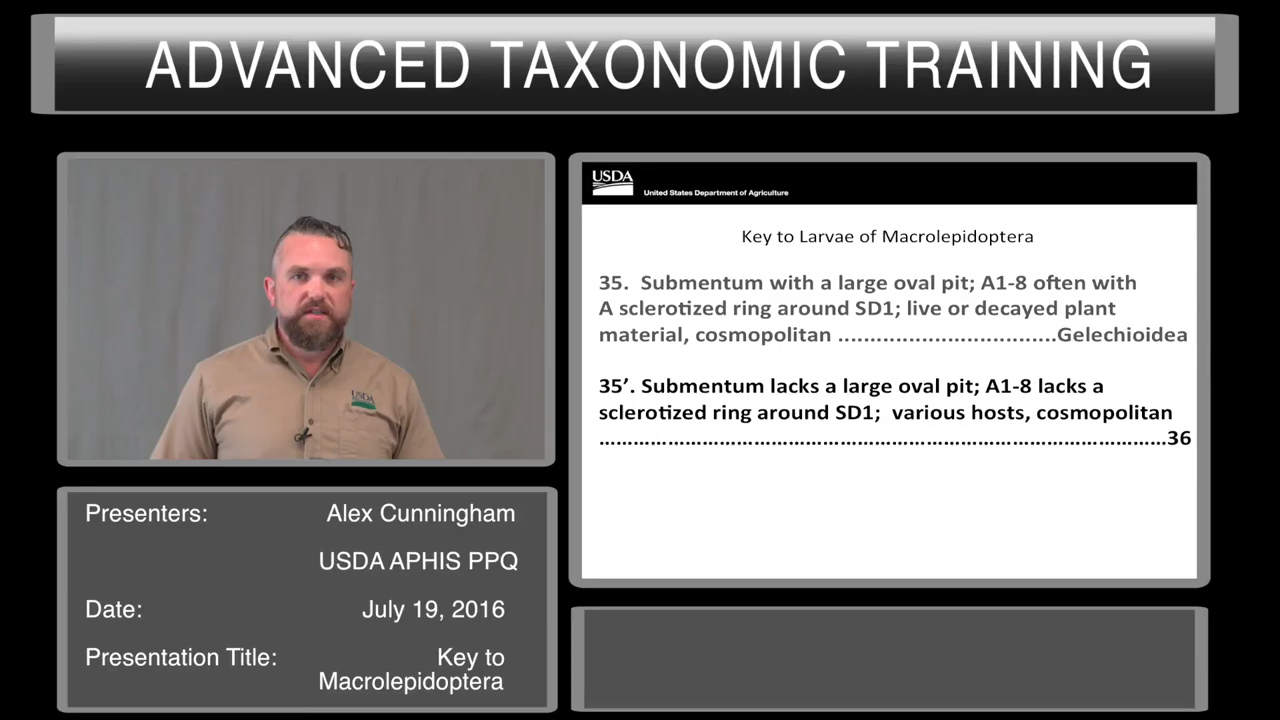 ADVANCED TAXONOMIC TRAINING
USDA
United States Department of Agriculture
Key to Larvae of Macrolepidoptera
35. Submentum with a large oval pit; A1-8 often with
A sclerotized ring around SD1; live or decayed plant
material, cosmopolitan ..................................Gelechioidea
35’. Submentum lacks a large oval pit; A1-8 lacks a
sclerotized ring around SD1; various hosts, cosmopolitan
........................................................................................36
USDA
Presenters: Alex Cunningham
USDA APHIS PPQ
Date: July 19, 2016
Presentation Title: Key to
Macrolepidoptera